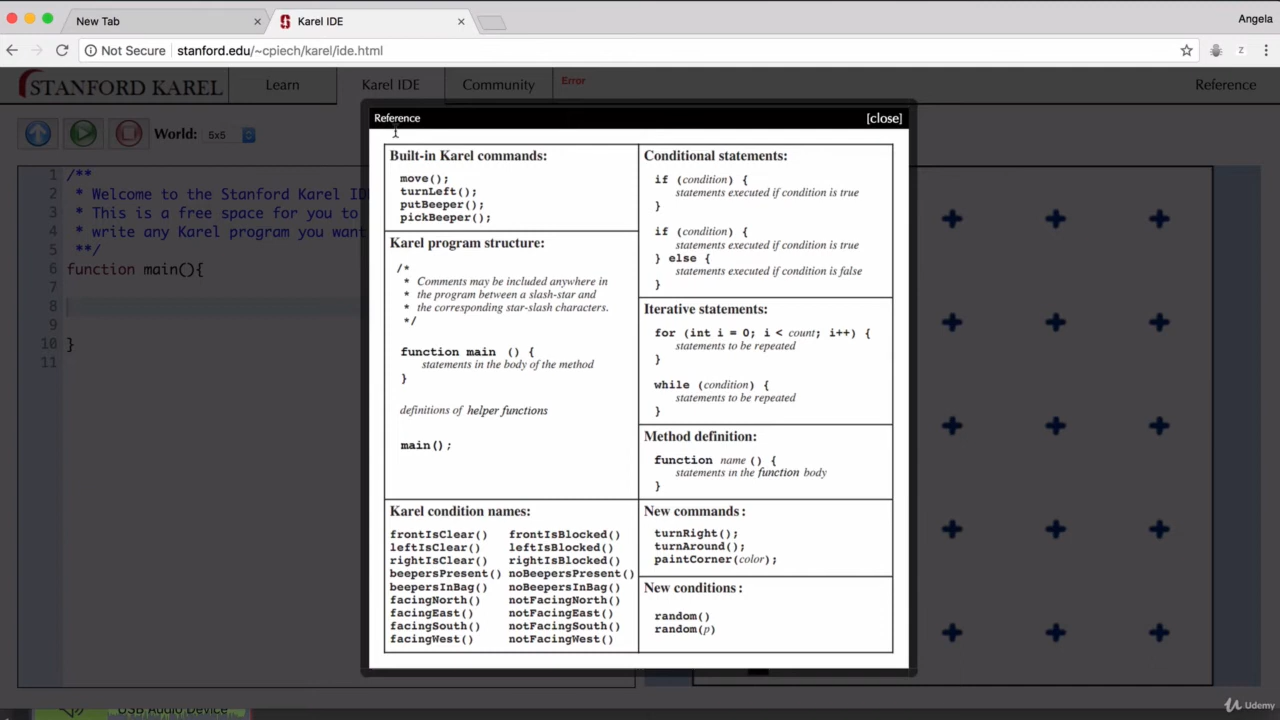 New Tab
Karel IDE
Angela
Not Secure stanford.edu/~cpiech/karel/ide.html
Z
STANFORD KAREL
Learn
Karel IDE
Community
Error
Reference
World: 5x5
1 /**
2 * Welcome to the Stanford Karel ID
3 * This is a free space for you to
4 * write any Karel program you want
5 **/
6 function main(){
7
8
9
10 }
11
Reference
[close]
Built-in Karel commands:
move();
turnLeft();
putBeeper();
pickBeeper();
Karel program structure:
/*
* Comments may be included anywhere in
* the program between a slash-star and
* the corresponding star-slash characters.
*/
function main () {
statements in the body of the method
}
definitions of helper functions
main();
Karel condition names:
frontIsClear() frontIsBlocked()
leftIsClear() leftIsBlocked()
rightIsClear() rightIsBlocked()
beepersPresent() noBeepersPresent()
beepersInBag() noBeepersInBag()
facingNorth() notFacingNorth()
facingEast() notFacingEast()
facingSouth() notFacingSouth()
facingWest() notFacingWest()
Conditional statements:
if (condition) {
statements executed if condition is true
}
if (condition) {
statements executed if condition is true
} else {
statements executed if condition is false
}
Iterative statements:
for (int i = 0; i < count; i++) {
statements to be repeated
}
while (condition) {
statements to be repeated
}
Method definition:
function name () {
statements in the function body
}
New commands:
turnRight();
turnAround();
paintCorner(color);
New conditions:
random()
random(p)
USB Audio Device
Udemy